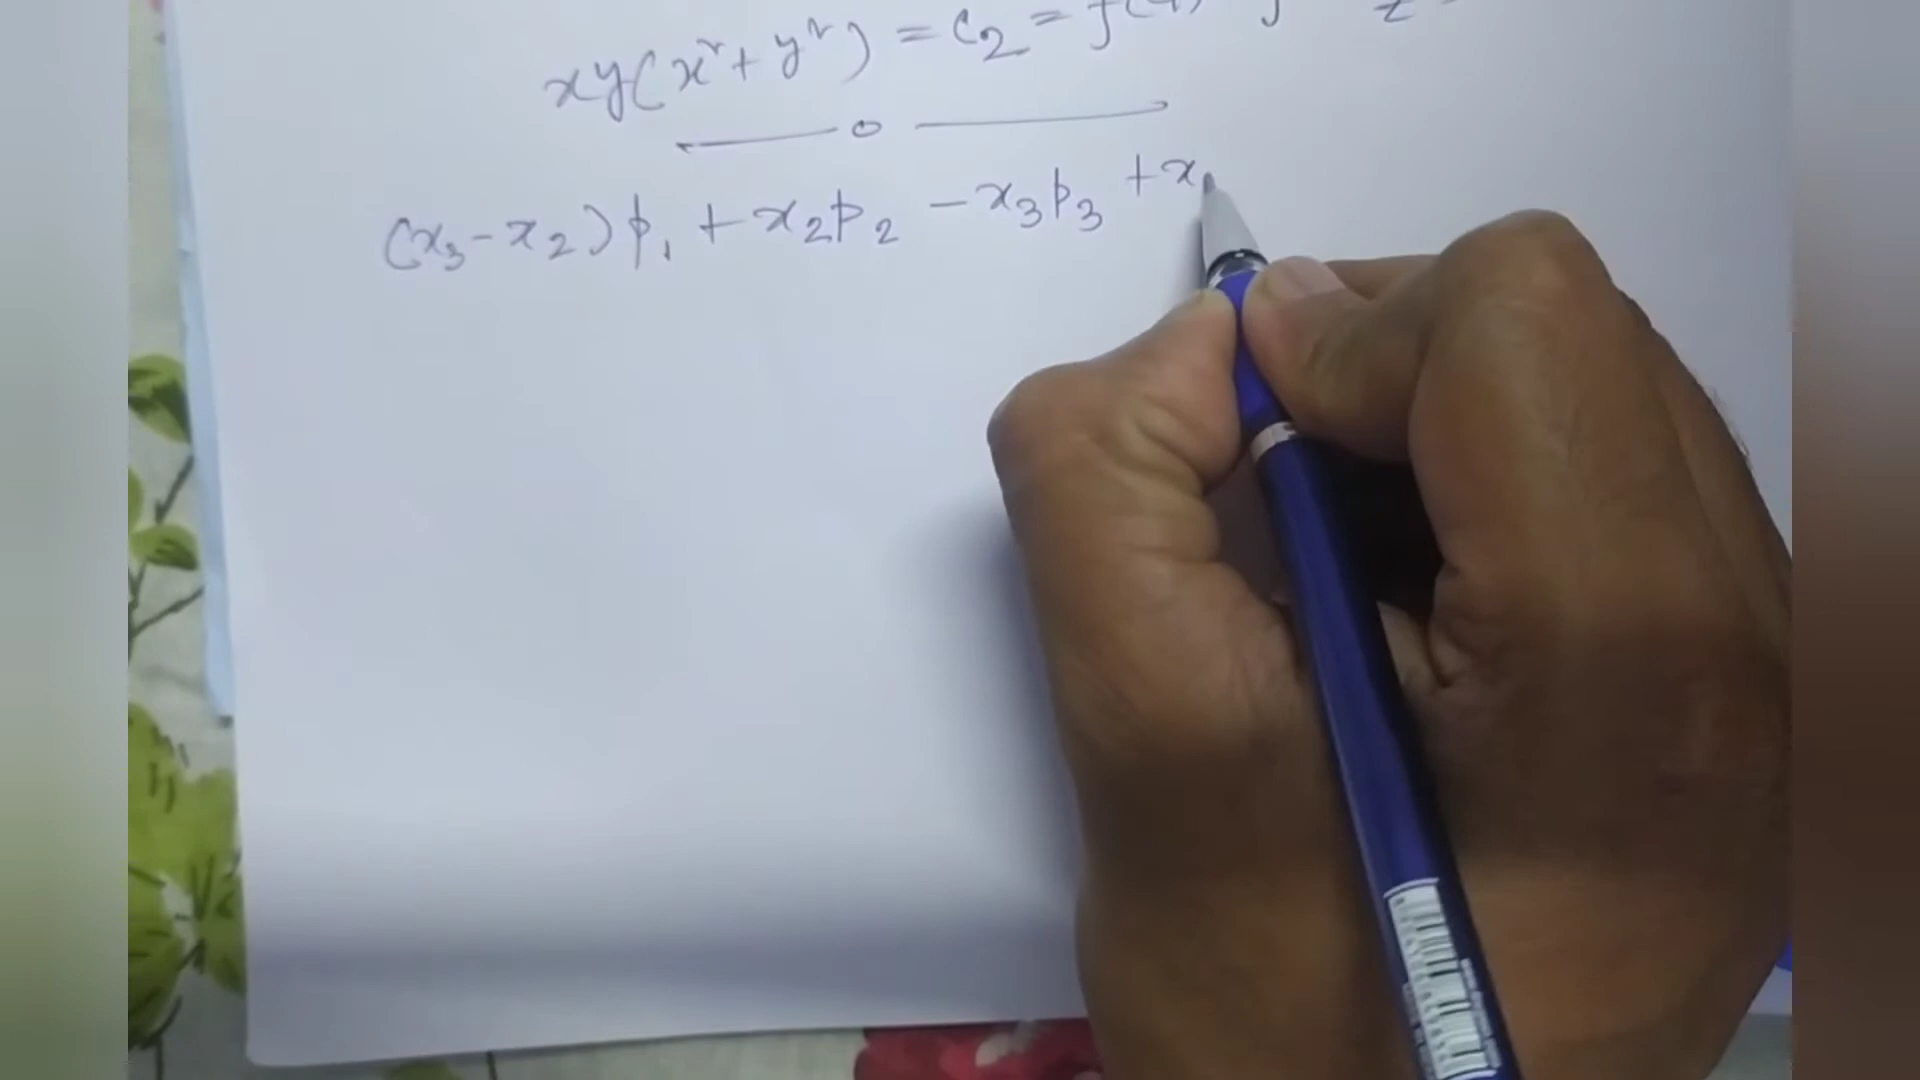 xy(x² + y²) = c₂ = f(
(x₃ - x₂) p₁ + x₂p₂ - x₃p₃ + x